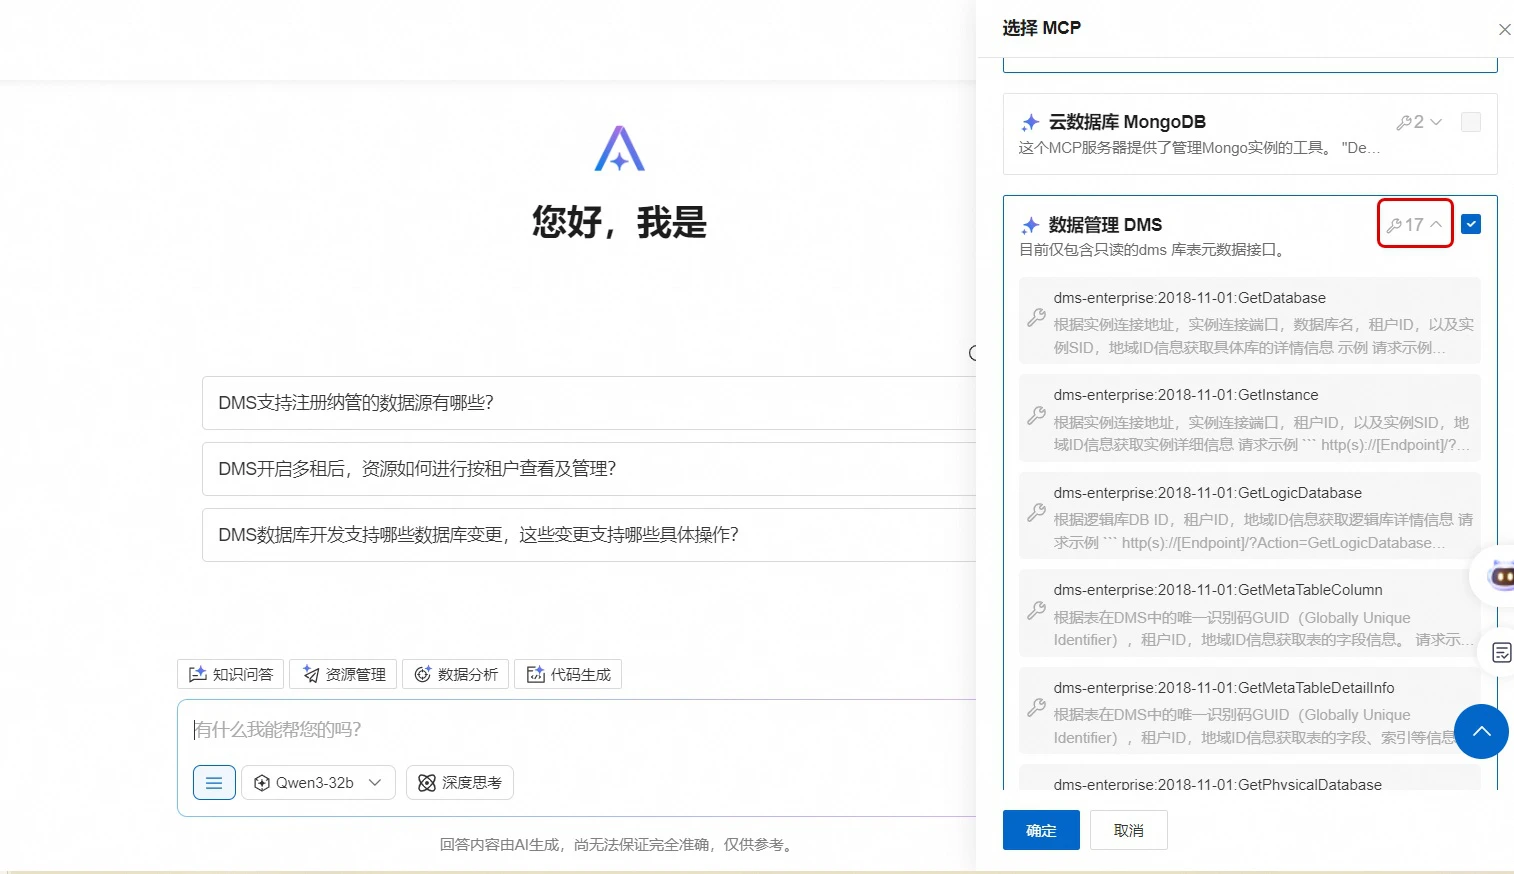 您好，我是
DMS支持注册纳管的数据源有哪些？
DMS开启多租后，资源如何进行按租户查看及管理？
DMS数据库开发支持哪些数据库变更，这些变更支持哪些具体操作？
知识问答
资源管理
数据分析
代码生成
有什么我能帮您的吗？
Qwen3-32b
深度思考
回答内容由AI生成，尚无法保证完全准确，仅供参考。
选择 MCP
云数据库 MongoDB
2
这个MCP服务器提供了管理Mongo实例的工具。 "De...
数据管理 DMS
17
目前仅包含只读的dms 库表元数据接口。
dms-enterprise:2018-11-01:GetDatabase
根据实例连接地址，实例连接端口，数据库名，租户ID，以及实
例SID，地域ID信息获取具体库的详情信息 示例 请求示例...
dms-enterprise:2018-11-01:GetInstance
根据实例连接地址，实例连接端口，租户ID，以及实例SID，地
域ID信息获取实例详细信息 请求示例 ``` http(s)://[Endpoint]/?...
dms-enterprise:2018-11-01:GetLogicDatabase
根据逻辑库DB ID，租户ID，地域ID信息获取逻辑库详情信息 请
求示例 ``` http(s)://[Endpoint]/?Action=GetLogicDatabase...
dms-enterprise:2018-11-01:GetMetaTableColumn
根据表在DMS中的唯一识别码GUID（Globally Unique
Identifier），租户ID，地域ID信息获取表的字段信息。 请求示...
dms-enterprise:2018-11-01:GetMetaTableDetailInfo
根据表在DMS中的唯一识别码GUID（Globally Unique
Identifier），租户ID，地域ID信息获取表的字段、索引等信息
dms-enterprise:2018-11-01:GetPhysicalDatabase
确定
取消